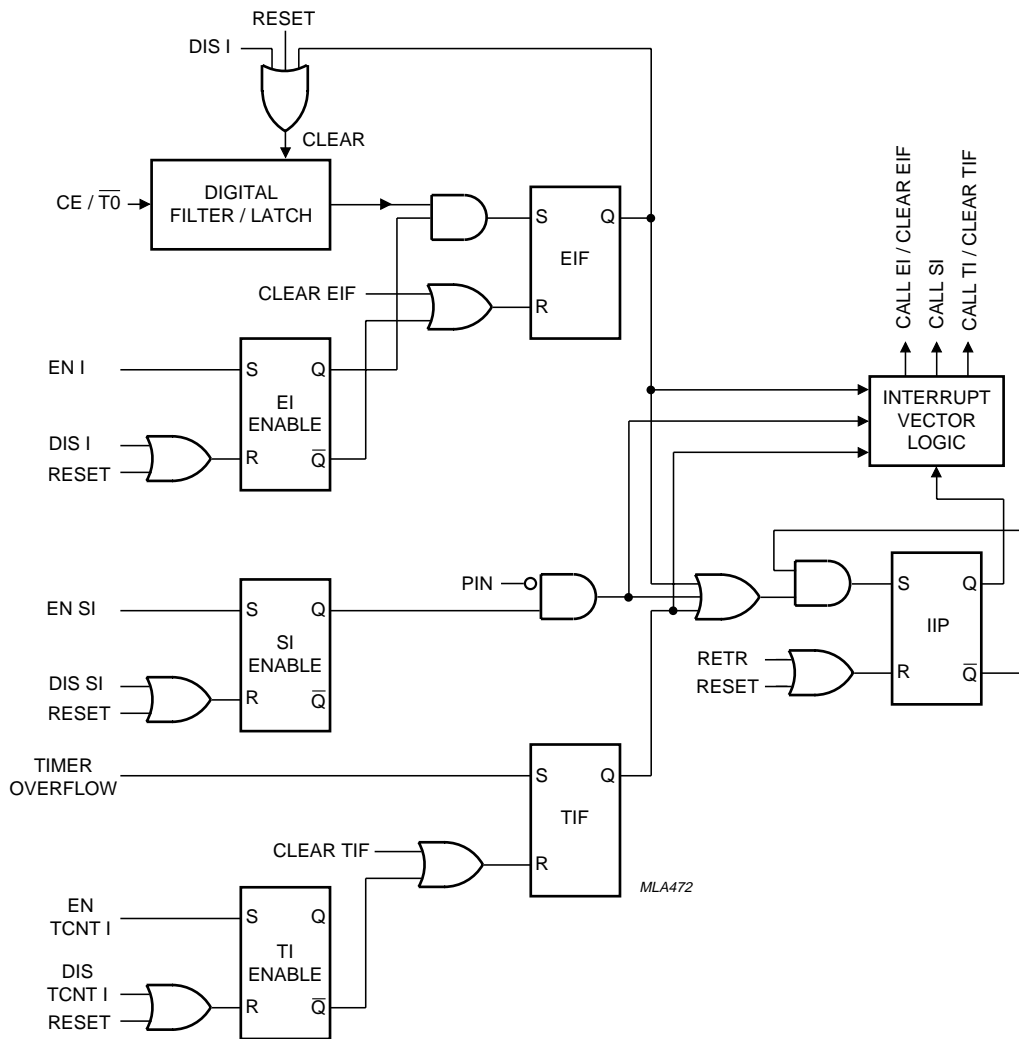 RESET
DIS I
CLEAR
CE / T0
DIGITAL
FILTER / LATCH
S
Q
EIF
R
CLEAR EIF
EN I
S
Q
EI
ENABLE
R
Q
DIS I
RESET
CALL EI / CLEAR EIF
CALL SI
CALL TI / CLEAR TIF
INTERRUPT
VECTOR
LOGIC
PIN
EN SI
S
Q
SI
ENABLE
R
Q
DIS SI
RESET
S
Q
IIP
R
Q
RETR
RESET
TIMER
OVERFLOW
S
Q
TIF
R
CLEAR TIF
MLA472
EN
TCNT I
S
Q
TI
ENABLE
R
Q
DIS
TCNT I
RESET